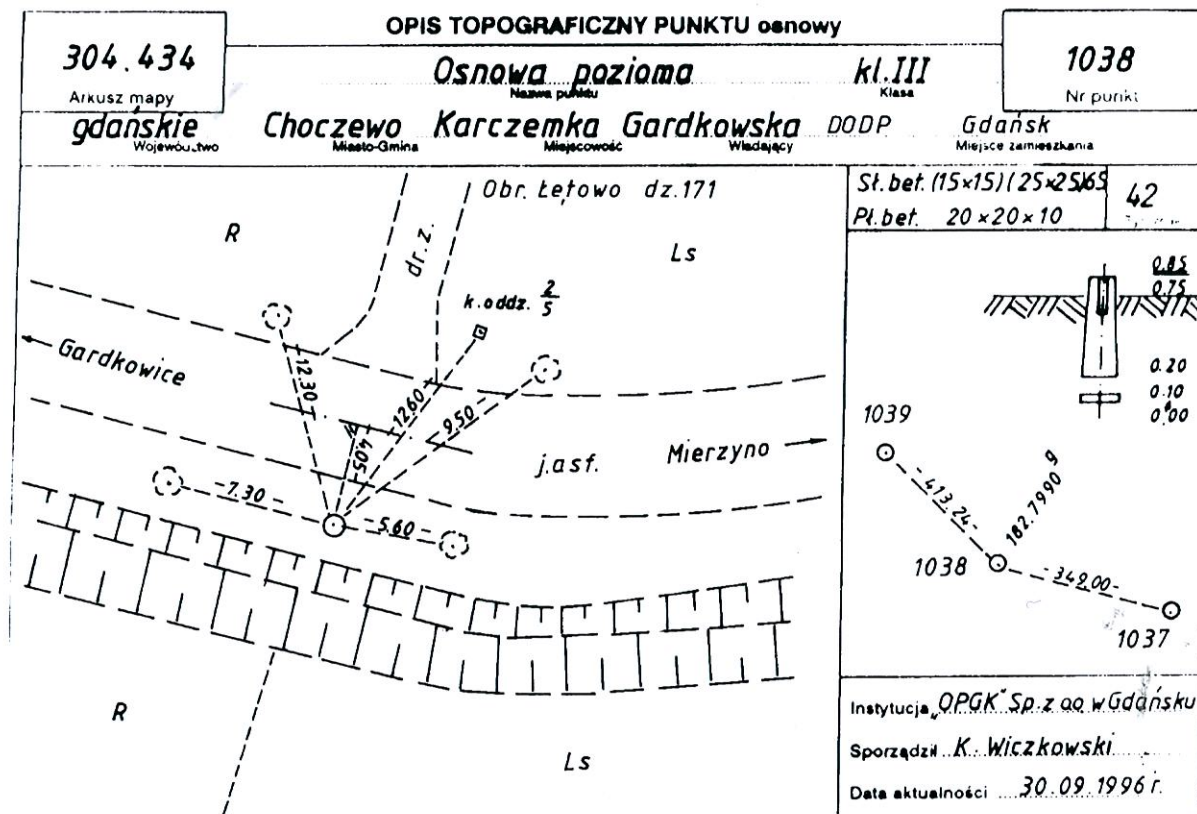 OPIS TOPOGRAFICZNY PUNKTU osnowy
304.434
Arkusz mapy
Osnowa pozioma kl.III
Nazwa punktu Klasa
1038
Nr punkt
gdańskie Choczewo Karczemka Gardkowska DODP Gdańsk
Województwo Miasto-Gmina Miejscowość Władający Miejsce zamieszkania
Obr. Łętowo dz.171
St.bet. (15×15)(25×25)65
Pł.bet. 20×20×10
42
R
dr.z.
Ls
k.oddz. 2/5
Gardkowice
12.30
12.60
9.50
4.05
j.asf.
Mierzyno
7.30
5.60
R
Ls
0.85
0.75
0.20
0.10
0.00
1039
413.24
182.7990 g
1038
349.00
1037
Instytucja „OPGK" Sp. z oo w Gdańsku
Sporządził K. Wiczkowski
Data aktualności 30.09.1996 r.